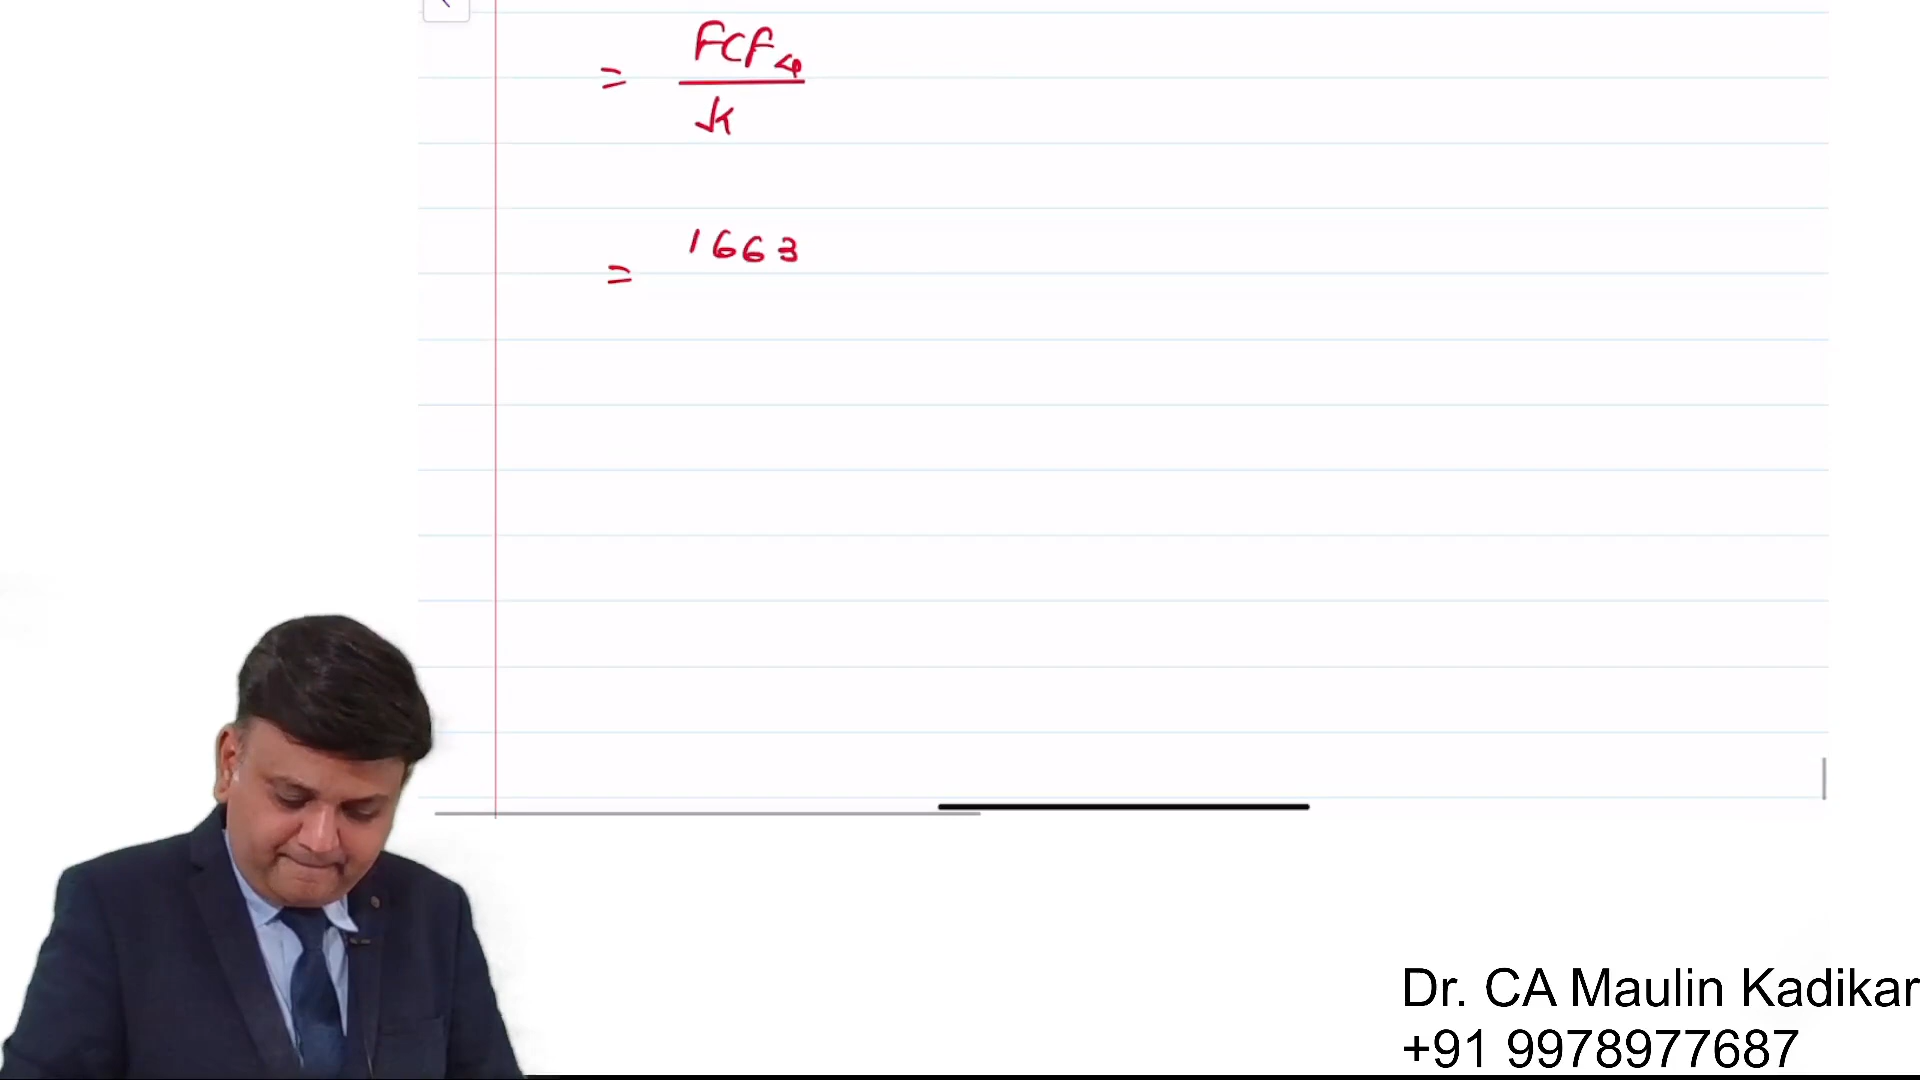 = FCF4
K
= 1663
Dr. CA Maulin Kadikar
+91 9978977687